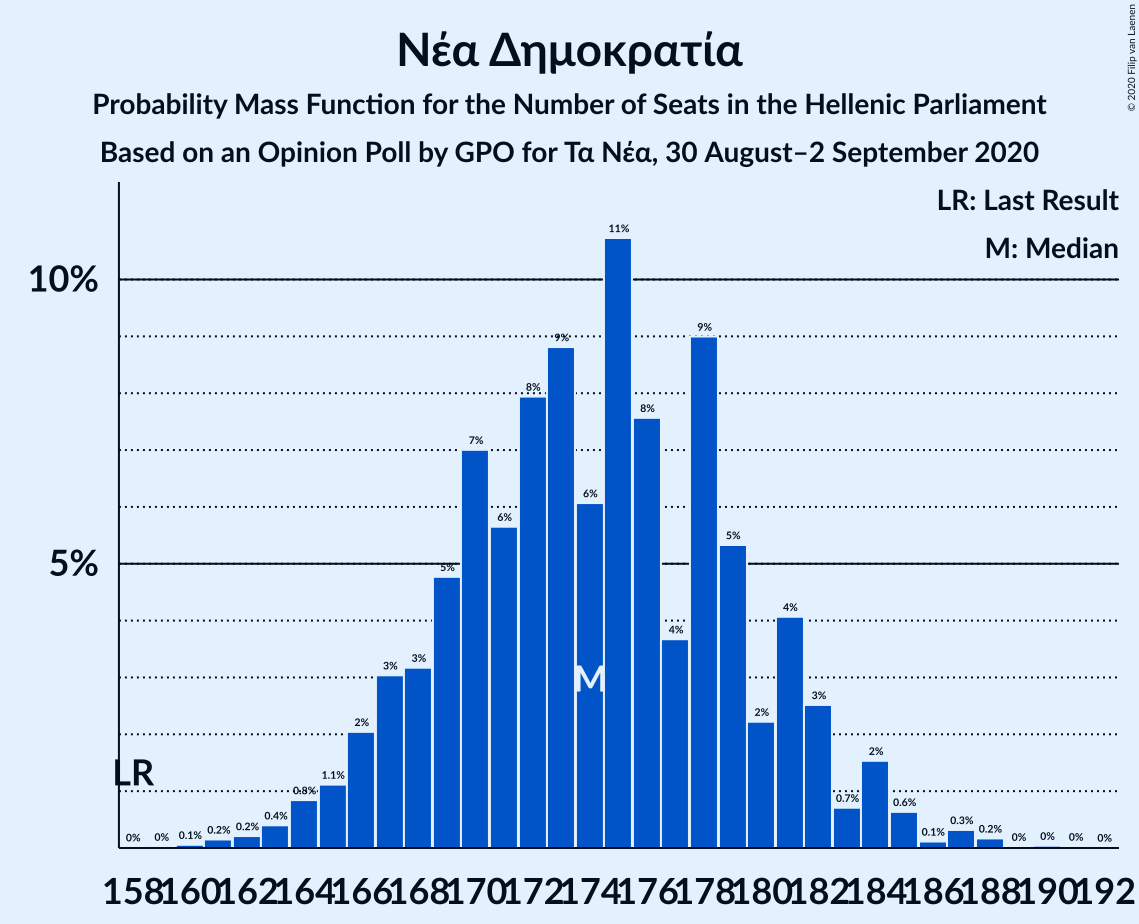 Νέα Δημοκρατία
Probability Mass Function for the Number of Seats in the Hellenic Parliament
Based on an Opinion Poll by GPO for Τα Νέα, 30 August–2 September 2020
© 2020 Filip van Laenen
LR: Last Result
M: Median
10%
5%
LR
M
0% 0% 0.1% 0.2% 0.2% 0.4% 0.8% 1.1% 2% 3% 3% 5% 7% 6% 8% 9% 6% 11% 8% 4% 9% 5% 2% 4% 3% 0.7% 2% 0.6% 0.1% 0.3% 0.2% 0% 0% 0% 0%
158 160 162 164 166 168 170 172 174 176 178 180 182 184 186 188 190 192